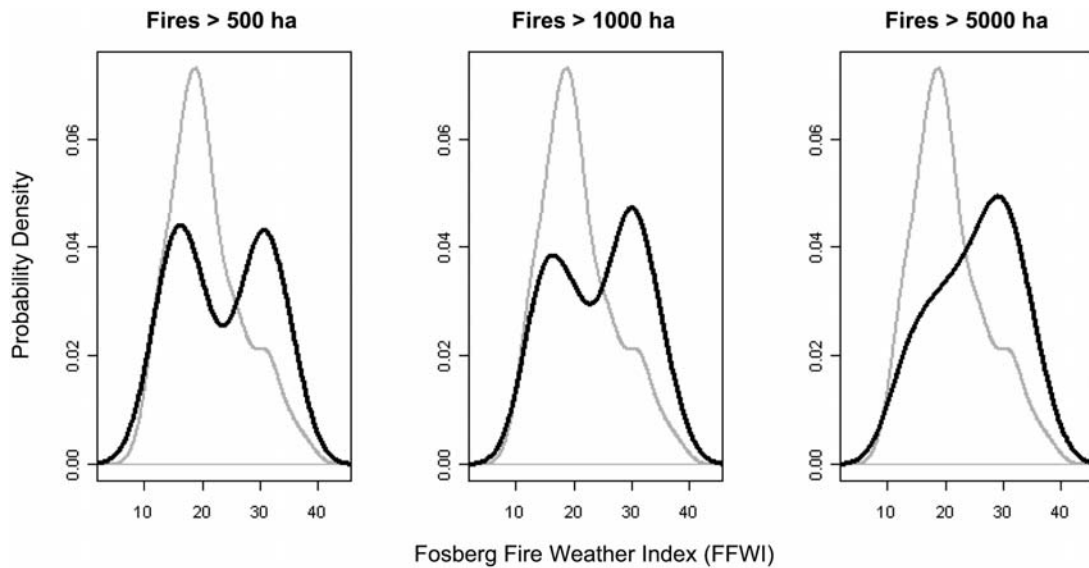 Fires > 500 ha
Fires > 1000 ha
Fires > 5000 ha
Probability Density
0.00 0.02 0.04 0.06
10 20 30 40
0.00 0.02 0.04 0.06
10 20 30 40
0.00 0.02 0.04 0.06
10 20 30 40
Fosberg Fire Weather Index (FFWI)